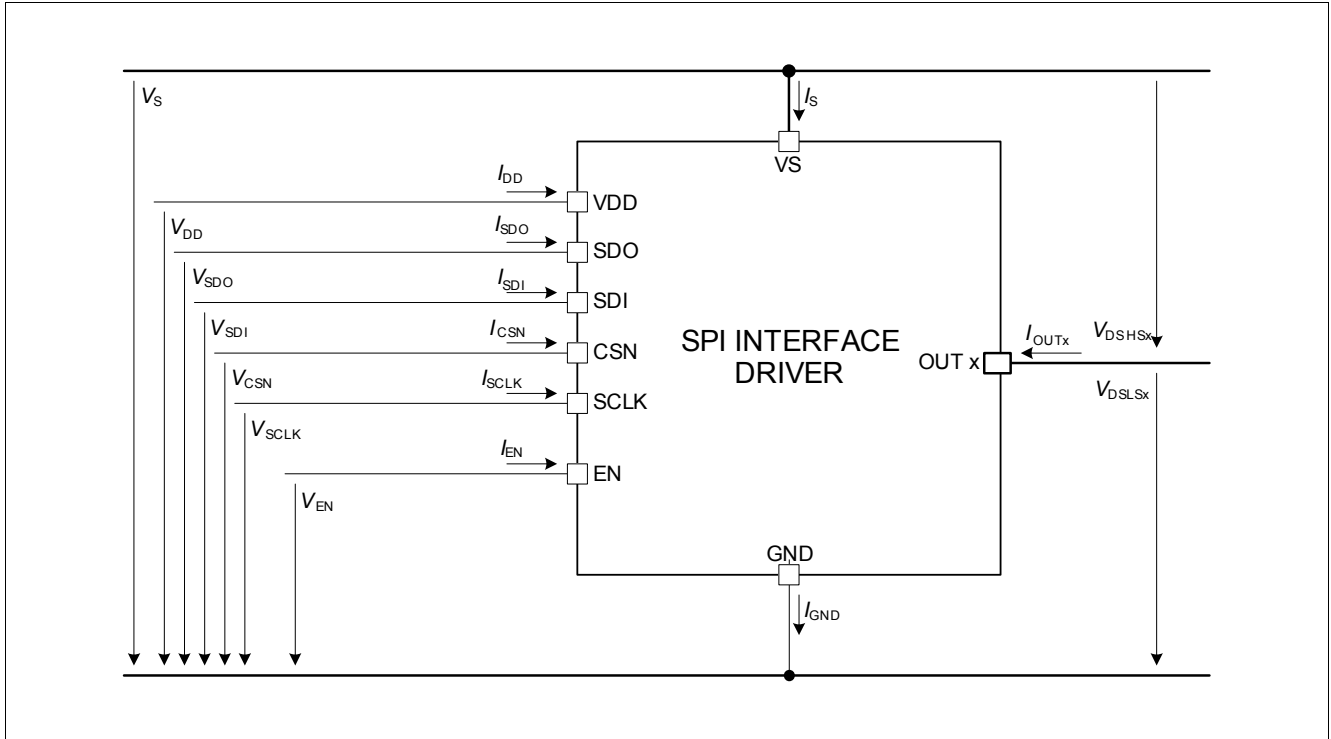 VS
IS
VS
IDD
VDD
VDD
ISDO
SDO
VSDO
ISDI
SDI
VSDI
ICSN
CSN
VCSN
ISCLK
SCLK
VSCLK
IEN
EN
VEN
SPI INTERFACE
DRIVER
OUT x
IOUTx
VDSHSx
VDSLSx
GND
IGND